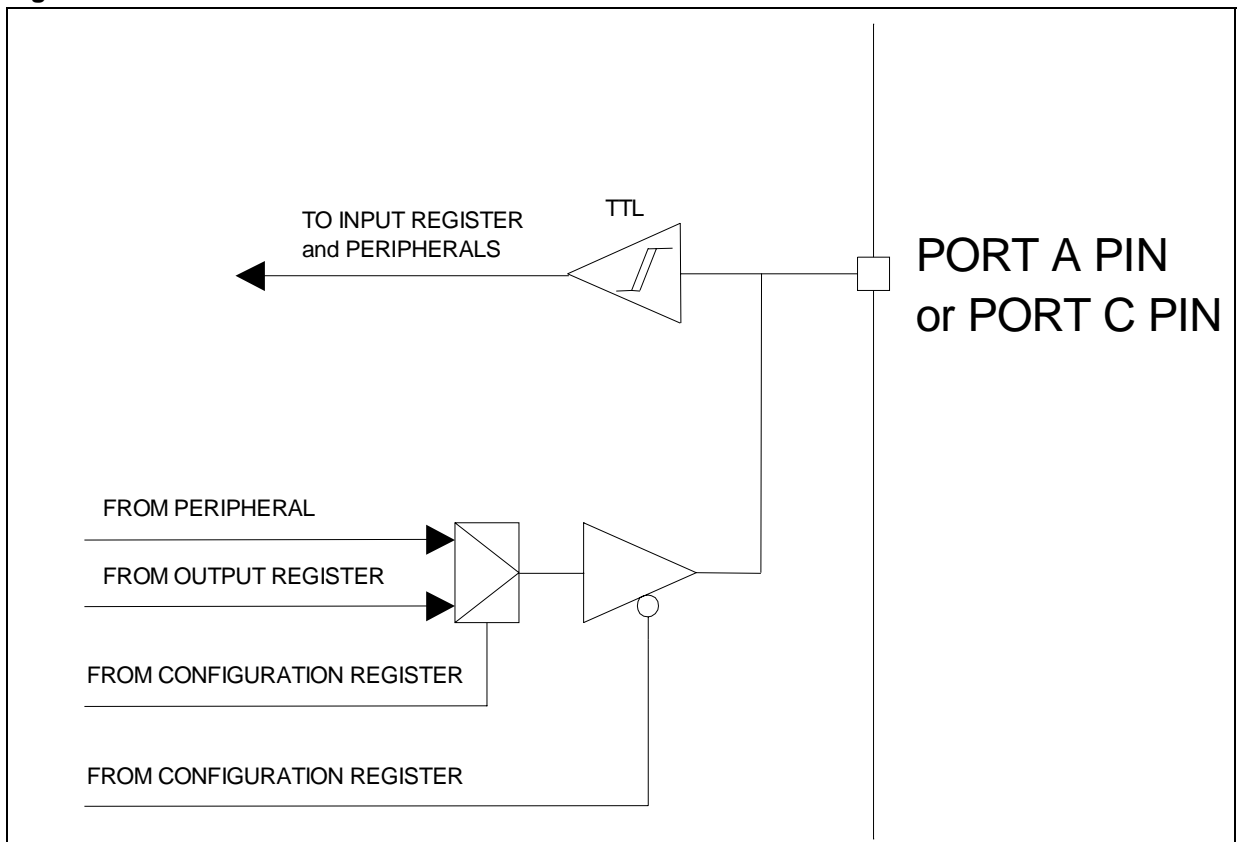 TTL
TO INPUT REGISTER
and PERIPHERALS
PORT A PIN
or PORT C PIN
FROM PERIPHERAL
FROM OUTPUT REGISTER
FROM CONFIGURATION REGISTER
FROM CONFIGURATION REGISTER